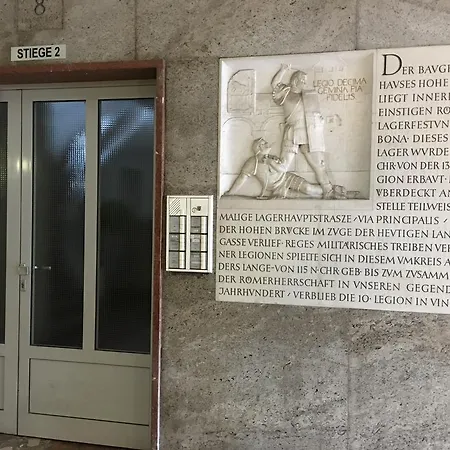 8
STIEGE 2
LEGIO DECIMA
GEMINA PIA
FIDELIS
DER BAVGR
HAVSES HOHE
LIEGT INNER
EINSTIGEN RÖ
LAGERFESTVN
BONA · DIESES
LAGER WVRDE
CHR·VON DER 13
GION ERBAVT ·
VBERDECKT AN
STELLE TEILWEIS
MALIGE LAGERHAVPTSTRASZE / VIA PRINCIPALIS /
DER HOHEN BRVCKE IM ZVGE DER HEVTIGEN LAN
GASSE VERLIEF · REGES MILITÄRISCHES TREIBEN VER
NER LEGIONEN SPIELTE SICH IN DIESEM VMKREIS A
DERS LANGE · VON 115 N·CHR·GEB· BIS ZVM ZVSAMM
DER RÖMERHERRSCHAFT IN VNSEREN GEGEND
JAHRHVNDERT / VERBLIEB DIE 10 · LEGION IN VIN